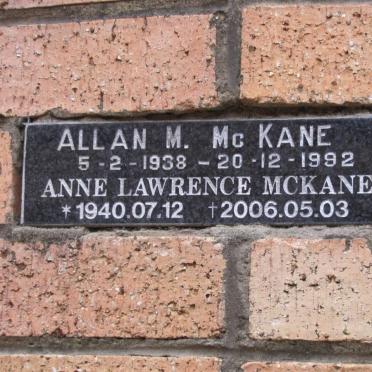 ALLAN M. Mc KANE
5-2-1938 - 20-12-1992
ANNE LAWRENCE MCKANE
*1940.07.12 †2006.05.03